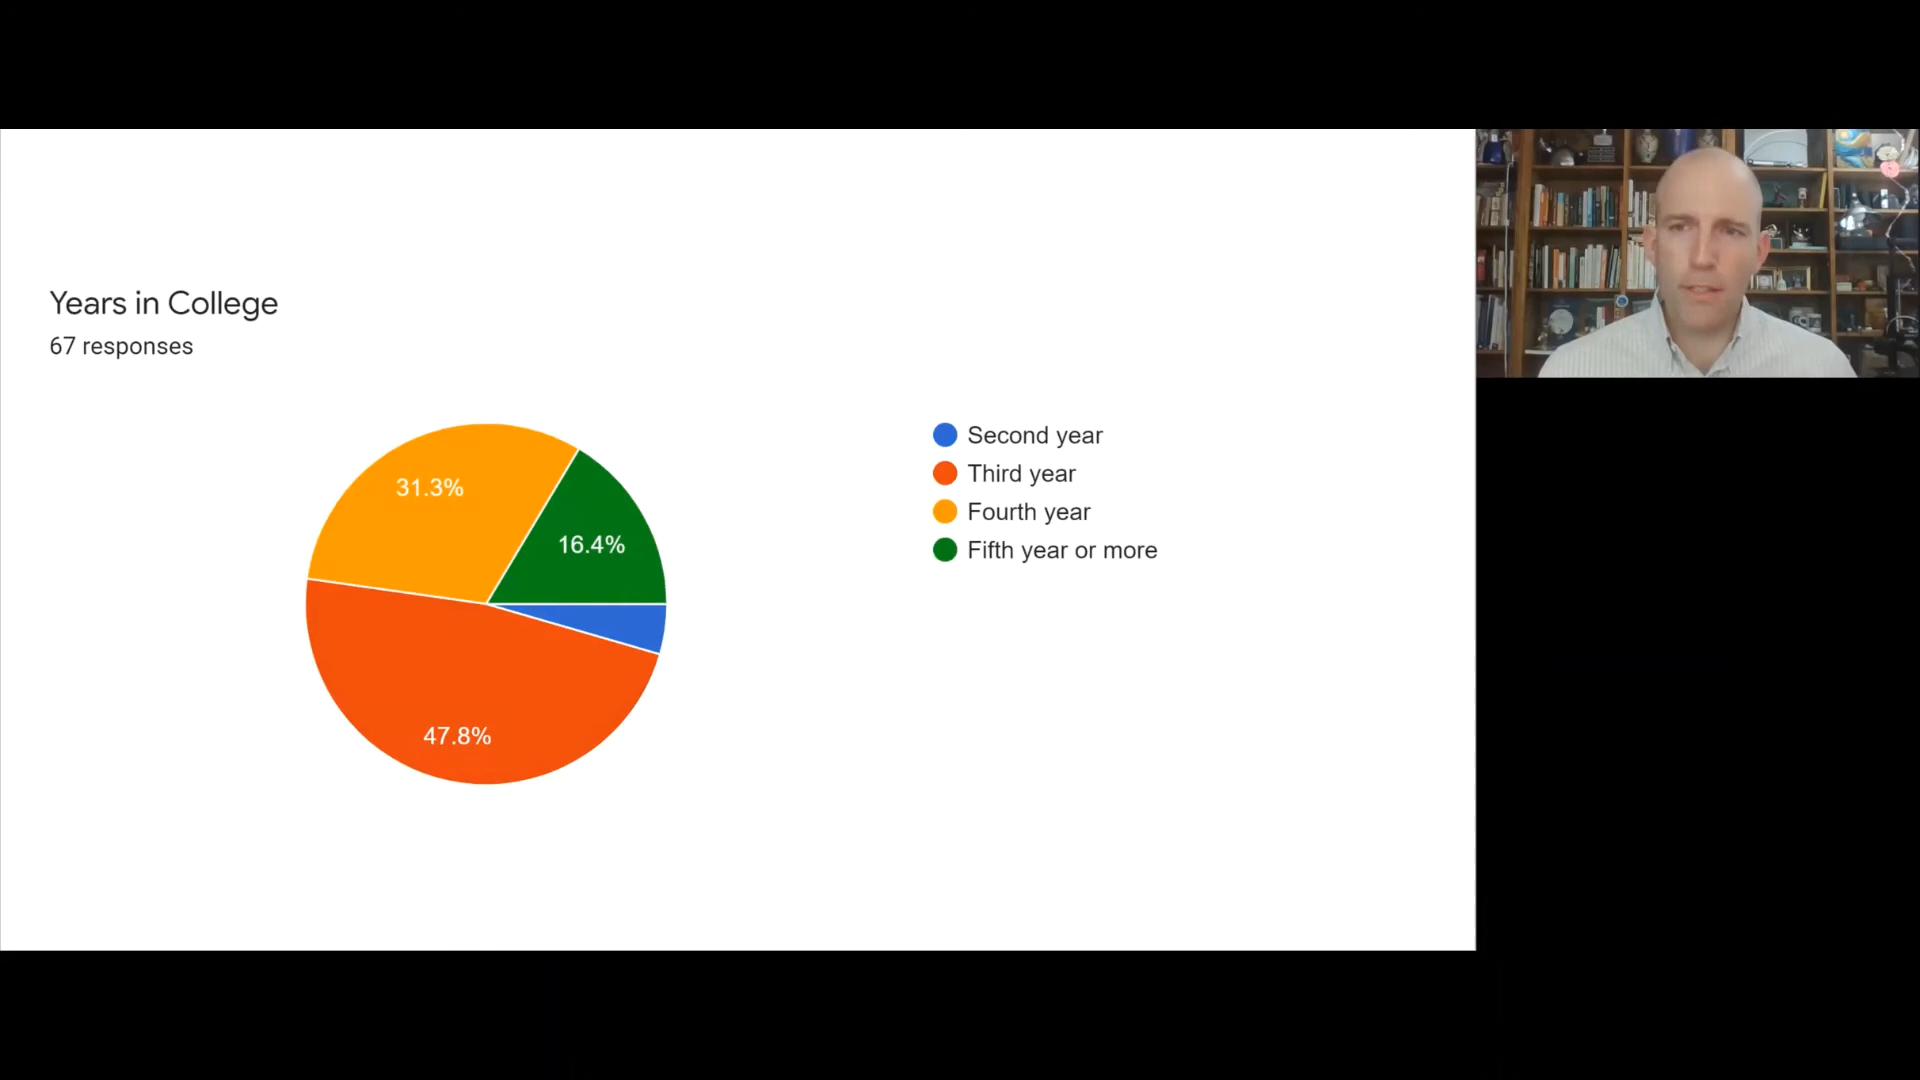 Years in College
67 responses
31.3%
16.4%
47.8%
Second year
Third year
Fourth year
Fifth year or more